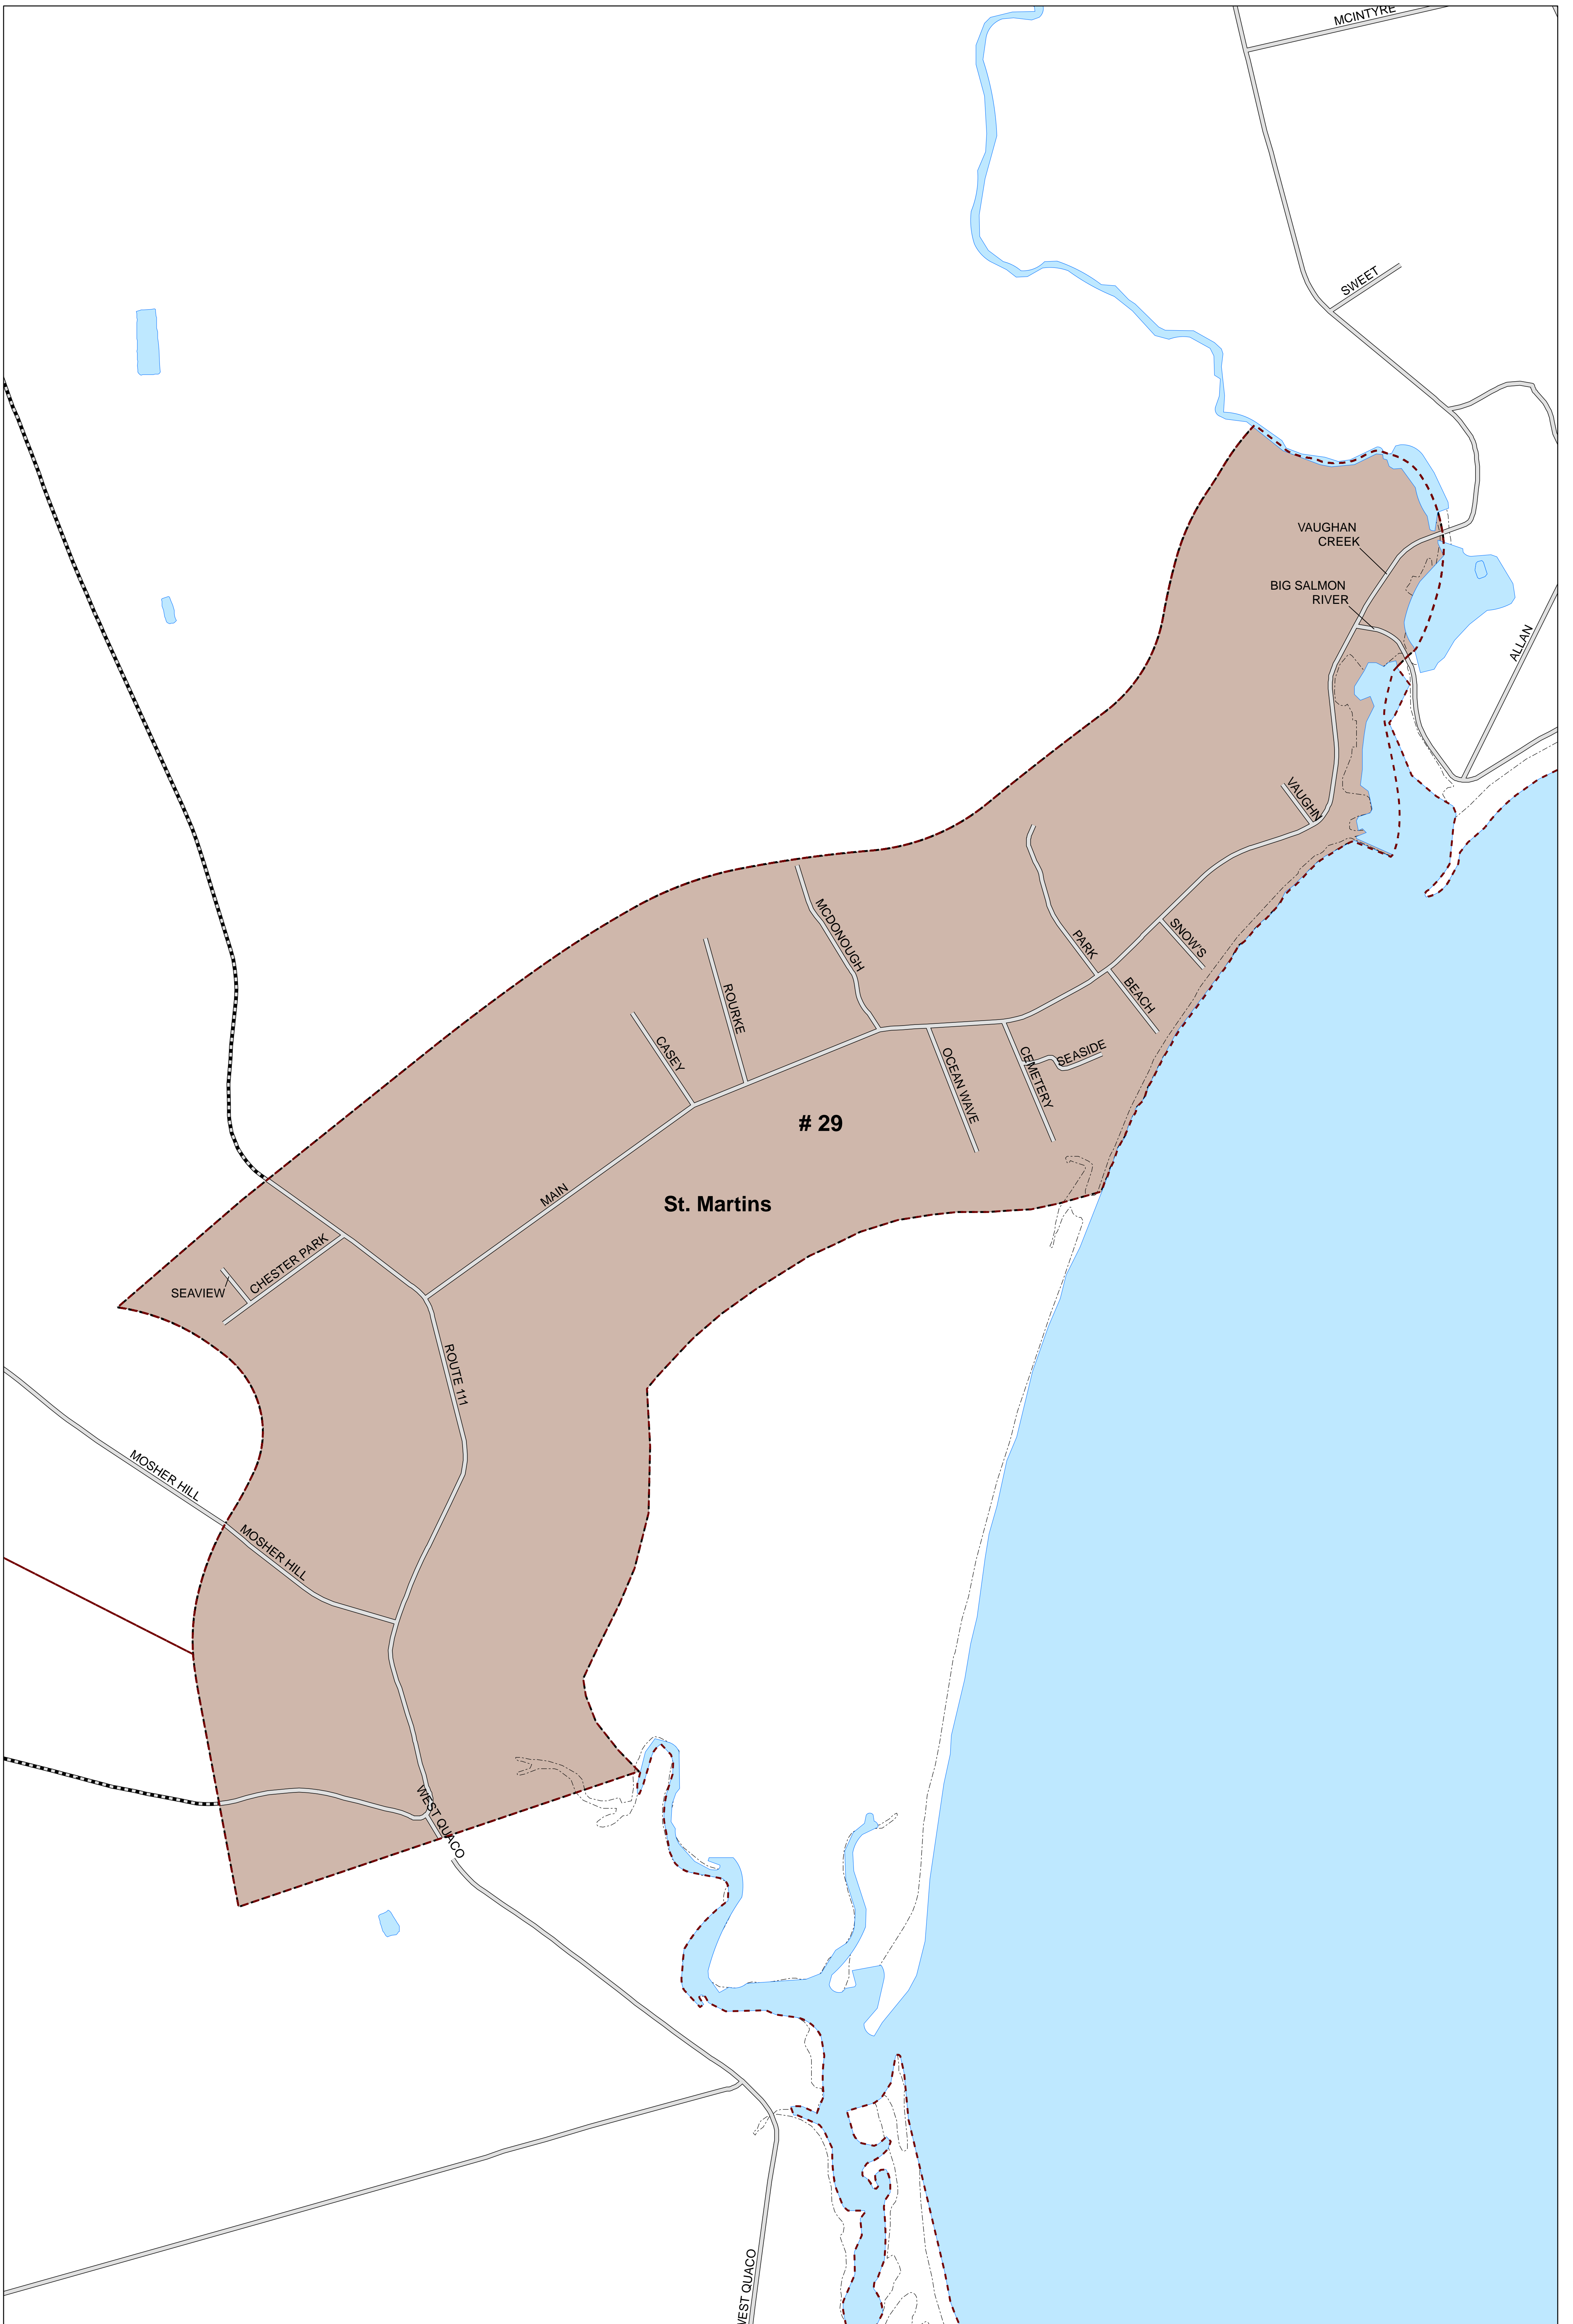 MCINTYRE
SWEET
VAUGHAN
CREEK
BIG SALMON
RIVER
ALLAN
VAUGHN
MCDONOUGH
PARK
SNOW'S
ROURKE
BEACH
CASEY
OCEAN WAVE
CEMETERY
SEASIDE
# 29
MAIN
St. Martins
CHESTER PARK
SEAVIEW
ROUTE 111
MOSHER HILL
MOSHER HILL
WEST QUACO
WEST QUACO